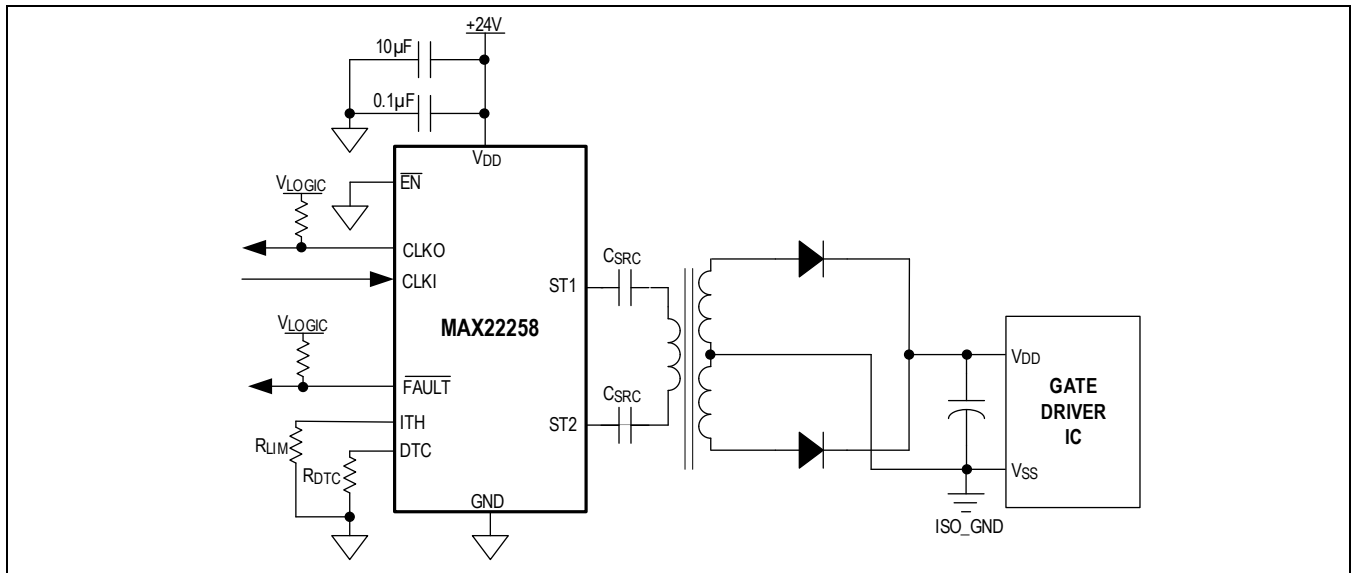 +24V
10µF
0.1µF
VDD
VLOGIC
EN
CLKO
CLKI
VLOGIC
FAULT
ITH
RLIM
DTC
RDTC
GND
MAX22258
ST1
ST2
CSRC
CSRC
VDD
GATE
DRIVER
IC
VSS
ISO_GND